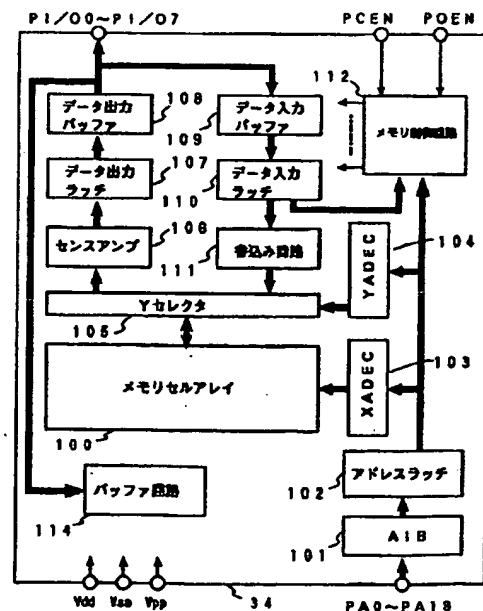 PI/O0~PI/O7
PCEN
POEN
112
データ出力
バッファ
108
データ入力
バッファ
109
メモリ制御回路
データ出力
ラッチ
107
データ入力
ラッチ
110
センスアンプ
106
書込み回路
111
YADEC
104
Yセレクタ
105
メモリセルアレイ
100
XADEC
103
アドレスラッチ
102
バッファ回路
114
AIB
101
Vdd
Vss
Vpp
34
PA0~PA18